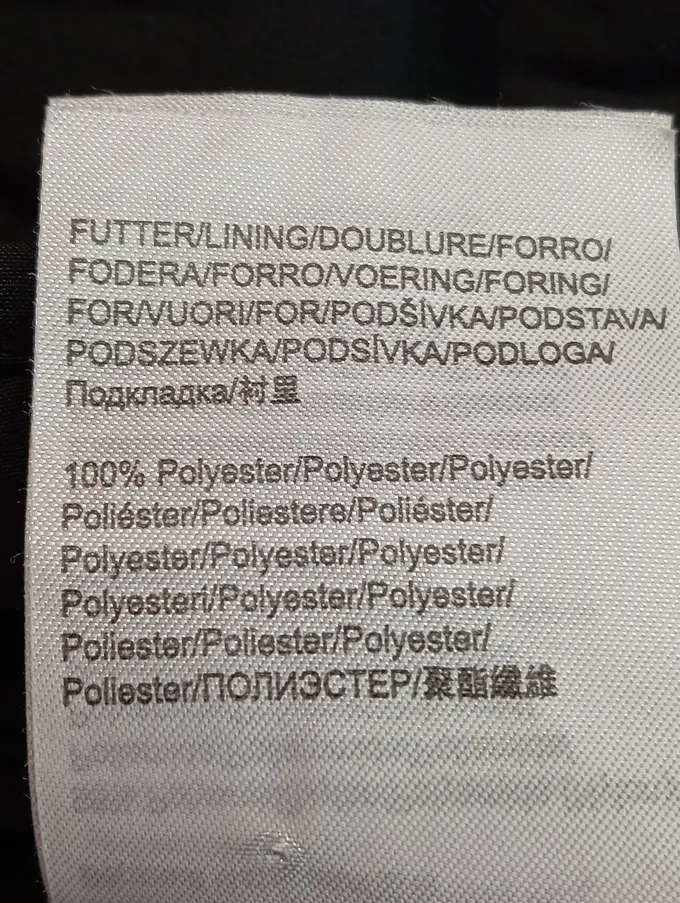 FUTTER/LINING/DOUBLURE/FORRO/
FODERA/FORRO/VOERING/FORING/
FOR/VUORI/FOR/PODŠÍVKA/PODSTAVA/
PODSZEWKA/PODSÍVKA/PODLOGA/
Подкладка/衬里
100% Polyester/Polyester/Polyester/
Poliéster/Poliestere/Poliéster/
Polyester/Polyester/Polyester/
Polyesteri/Polyester/Polyester/
Poliester/Poliester/Polyester/
Poliester/ПОЛИЭСТЕР/聚酯纖維